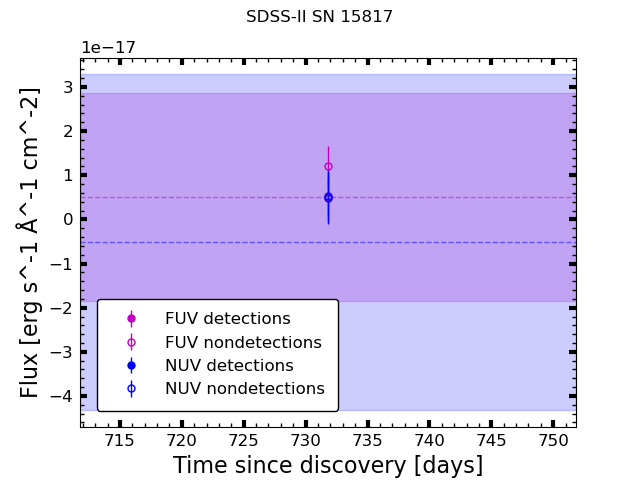 SDSS-II SN 15817
1e−17
3
2
1
0
−1
−2
−3
−4
Flux [erg s^-1 Å^-1 cm^-2]
FUV detections
FUV nondetections
NUV detections
NUV nondetections
715 720 725 730 735 740 745 750
Time since discovery [days]